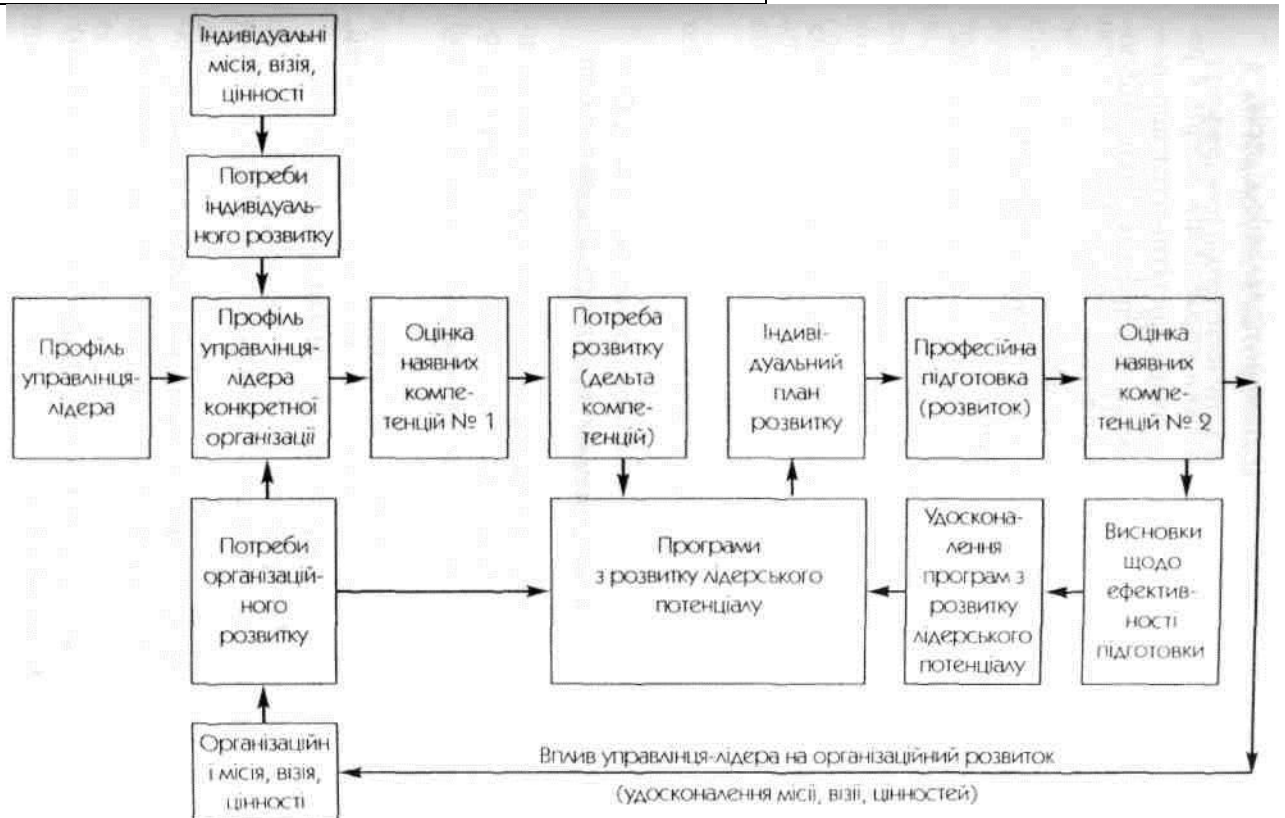 Індивідуальні
місія, візія,
цінності
Потреби
індивідуаль-
ного розвитку
Профіль
управлінця-
лідера
Профіль
управлінця-
лідера
конкретної
організації
Оцінка
наявних
компе-
тенцій № 1
Потреба
розвитку
(дельта
компе-
тенцій)
Індиві-
дуальний
план
розвитку
Професійна
підготовка
(розвиток)
Оцінка
наявних
компе-
тенцій № 2
Потреби
організацій-
ного
розвитку
Програми
з розвитку лідерського
потенціалу
Удоскона-
лення
програм з
розвитку
лідерського
потенціалу
Висновки
щодо
ефектив-
ності
підготовки
Організаційн
і місія, візія,
цінності
Вплив управлінця-лідера на організаційний розвиток
(удосконалення місії, візії, цінностей)